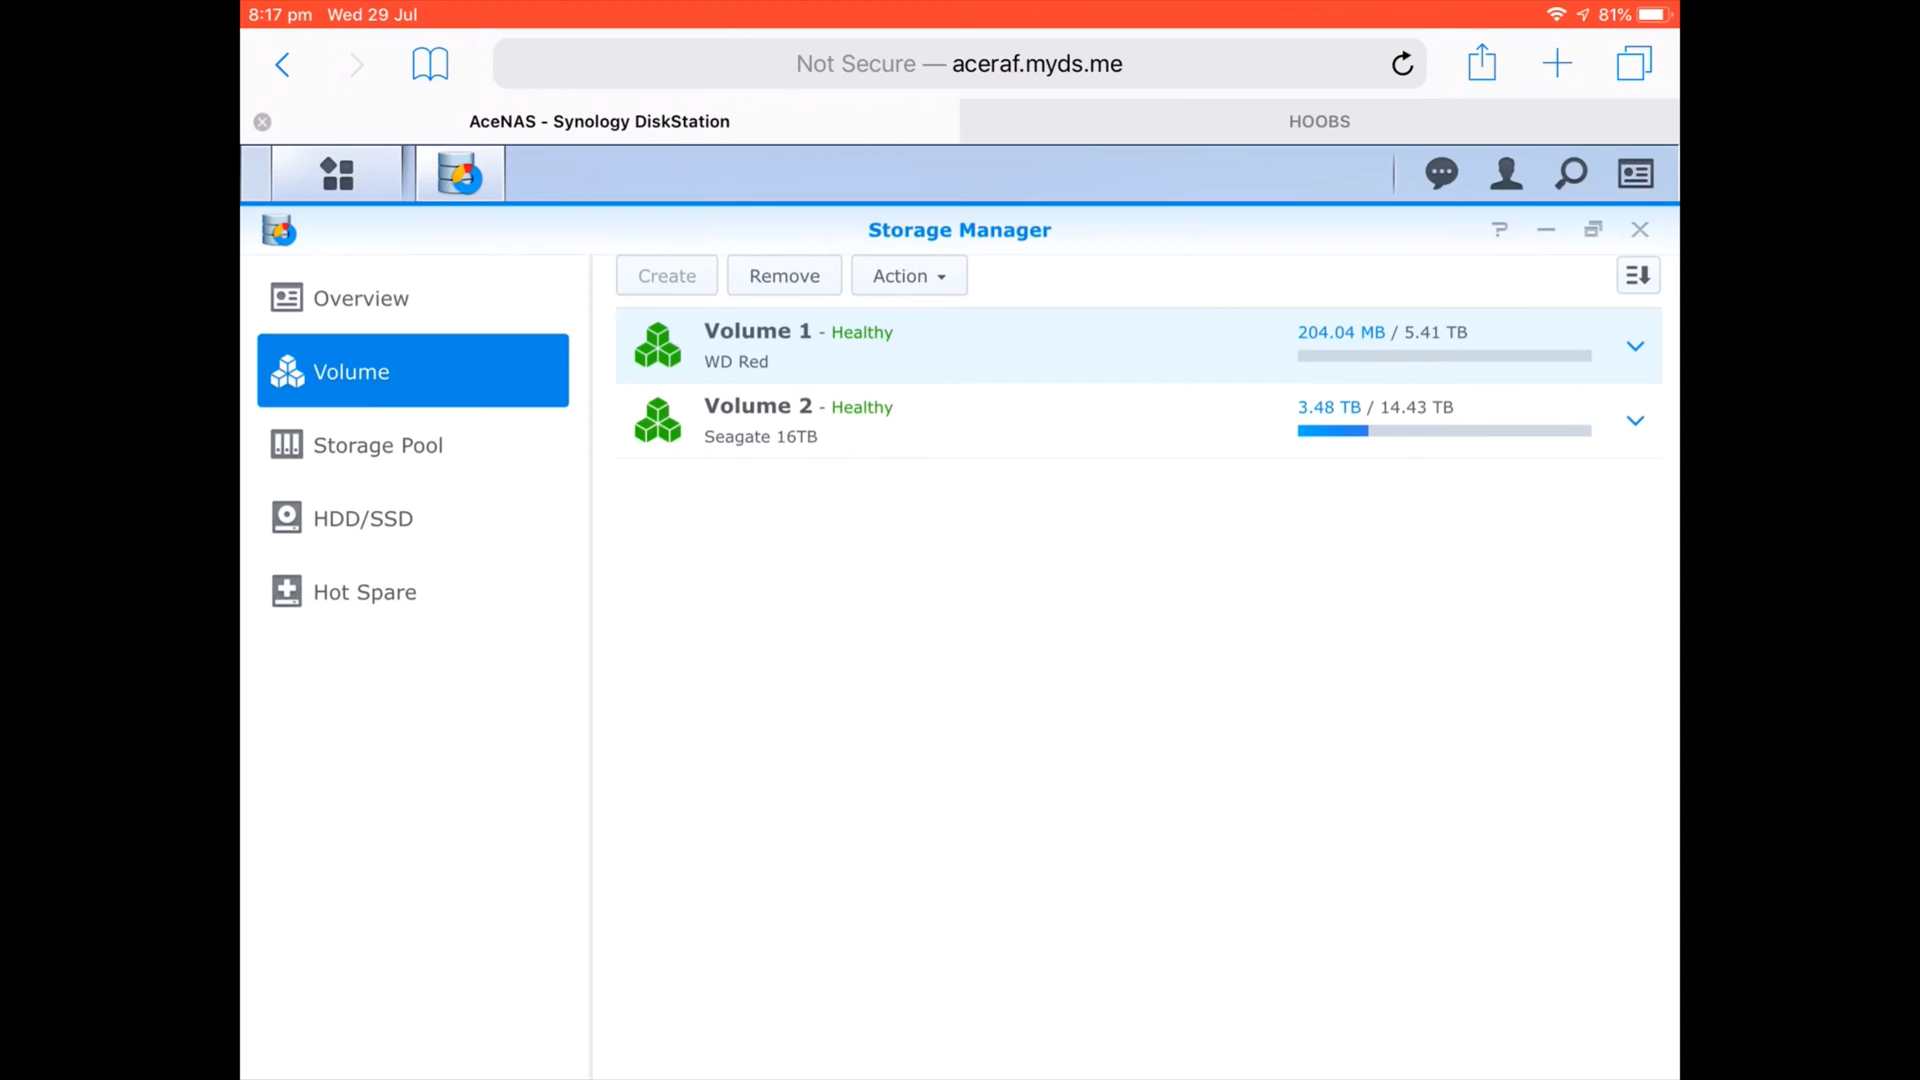 8:17 pm Wed 29 Jul 81%
Not Secure — aceraf.myds.me
AceNAS - Synology DiskStation HOOBS
Storage Manager
Overview
Volume
Storage Pool
HDD/SSD
Hot Spare
Create Remove Action
Volume 1 - Healthy 204.04 MB / 5.41 TB
WD Red
Volume 2 - Healthy 3.48 TB / 14.43 TB
Seagate 16TB